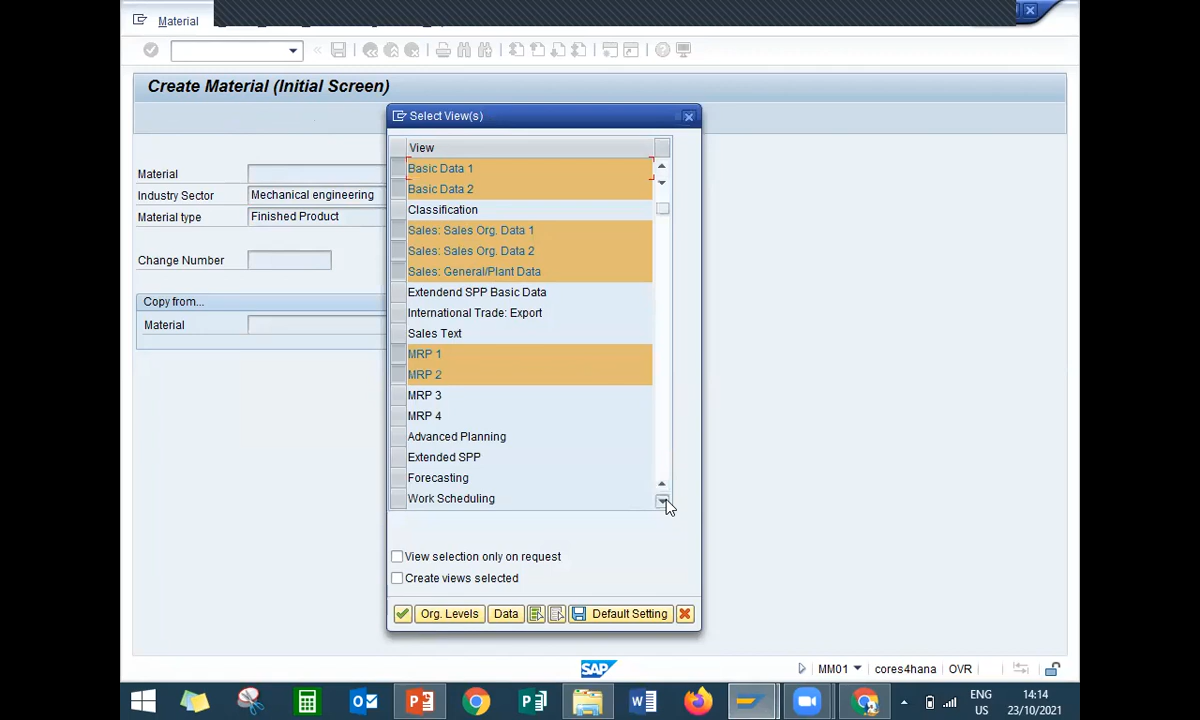 Material
Create Material (Initial Screen)
Select View(s)
View
Material
Industry Sector
Mechanical engineering
Material type
Finished Product
Change Number
Copy from...
Material
Basic Data 1
Basic Data 2
Classification
Sales: Sales Org. Data 1
Sales: Sales Org. Data 2
Sales: General/Plant Data
Extendend SPP Basic Data
International Trade: Export
Sales Text
MRP 1
MRP 2
MRP 3
MRP 4
Advanced Planning
Extended SPP
Forecasting
Work Scheduling
View selection only on request
Create views selected
Org. Levels
Data
Default Setting
SAP
MM01
cores4hana
OVR
ENG
US
14:14
23/10/2021